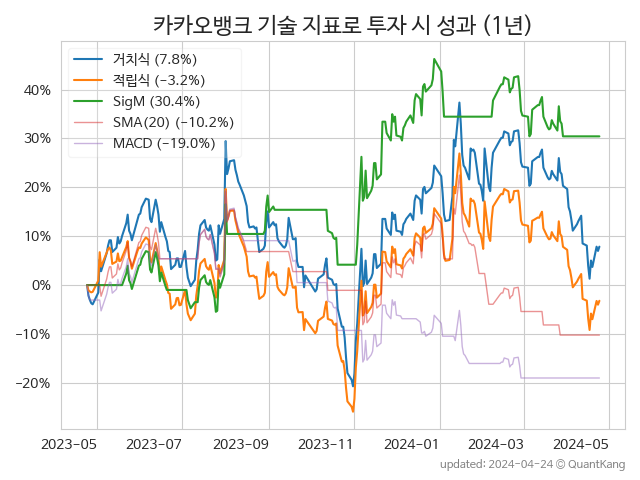 카카오뱅크 기술 지표로 투자 시 성과 (1년)
거치식 (7.8%)
적립식 (−3.2%)
SigM (30.4%)
SMA(20) (−10.2%)
MACD (−19.0%)
40%
30%
20%
10%
0%
−10%
−20%
2023-05 2023-07 2023-09 2023-11 2024-01 2024-03 2024-05
updated: 2024-04-24 © QuantKang